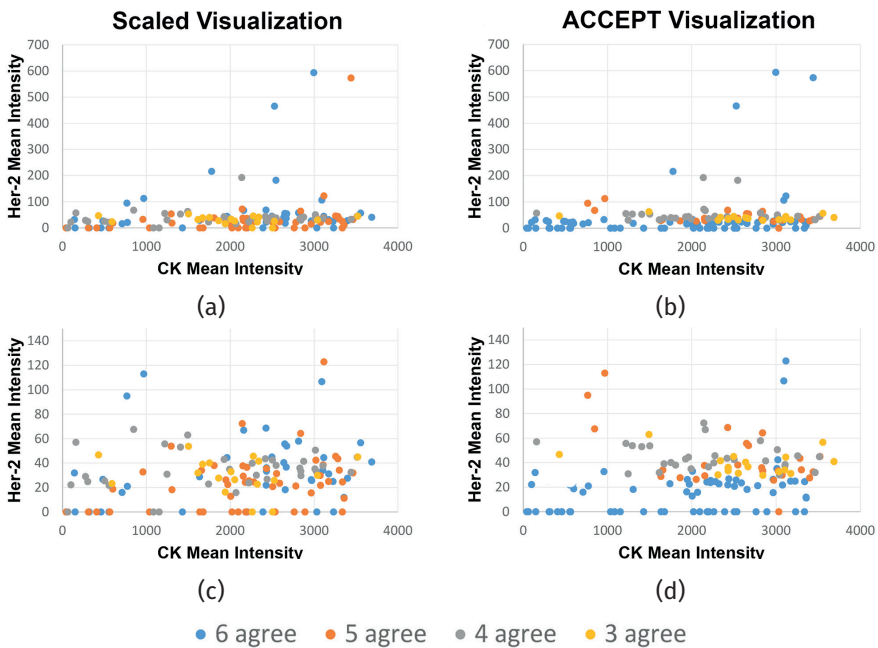 Scaled Visualization
ACCEPT Visualization
Her-2 Mean Intensity
700
600
500
400
300
200
100
0
0 1000 2000 3000 4000
CK Mean Intensity
(a)
Her-2 Mean Intensity
700
600
500
400
300
200
100
0
0 1000 2000 3000 4000
CK Mean Intensity
(b)
Her-2 Mean Intensity
140
120
100
80
60
40
20
0
0 1000 2000 3000 4000
CK Mean Intensity
(c)
Her-2 Mean Intensity
140
120
100
80
60
40
20
0
0 1000 2000 3000 4000
CK Mean Intensity
(d)
6 agree 5 agree 4 agree 3 agree